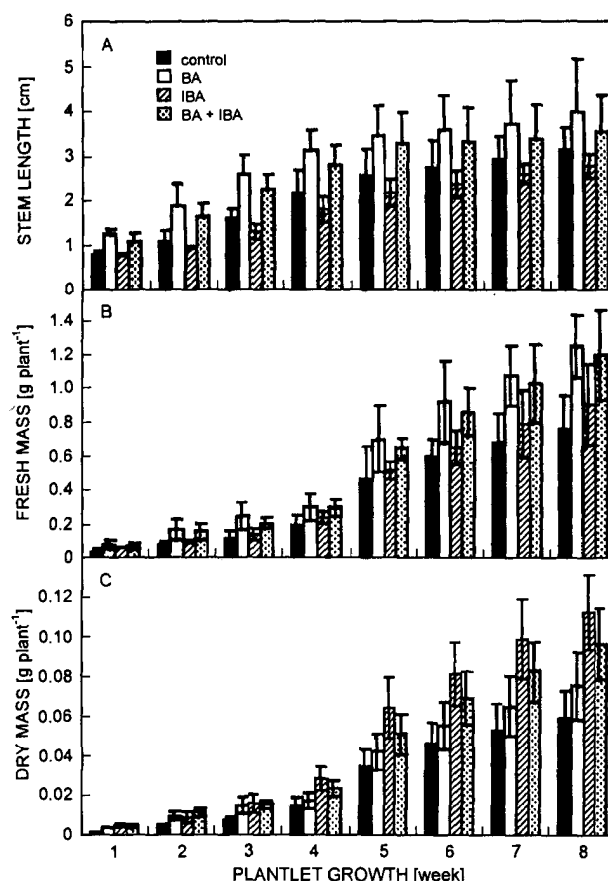 A
control
BA
IBA
BA + IBA
STEM LENGTH [cm]
6
5
4
3
2
1
0
B
FRESH MASS [g plant⁻¹]
1.4
1.2
1.0
0.8
0.6
0.4
0.2
0
C
DRY MASS [g plant⁻¹]
0.12
0.10
0.08
0.06
0.04
0.02
0
1 2 3 4 5 6 7 8
PLANTLET GROWTH [week]